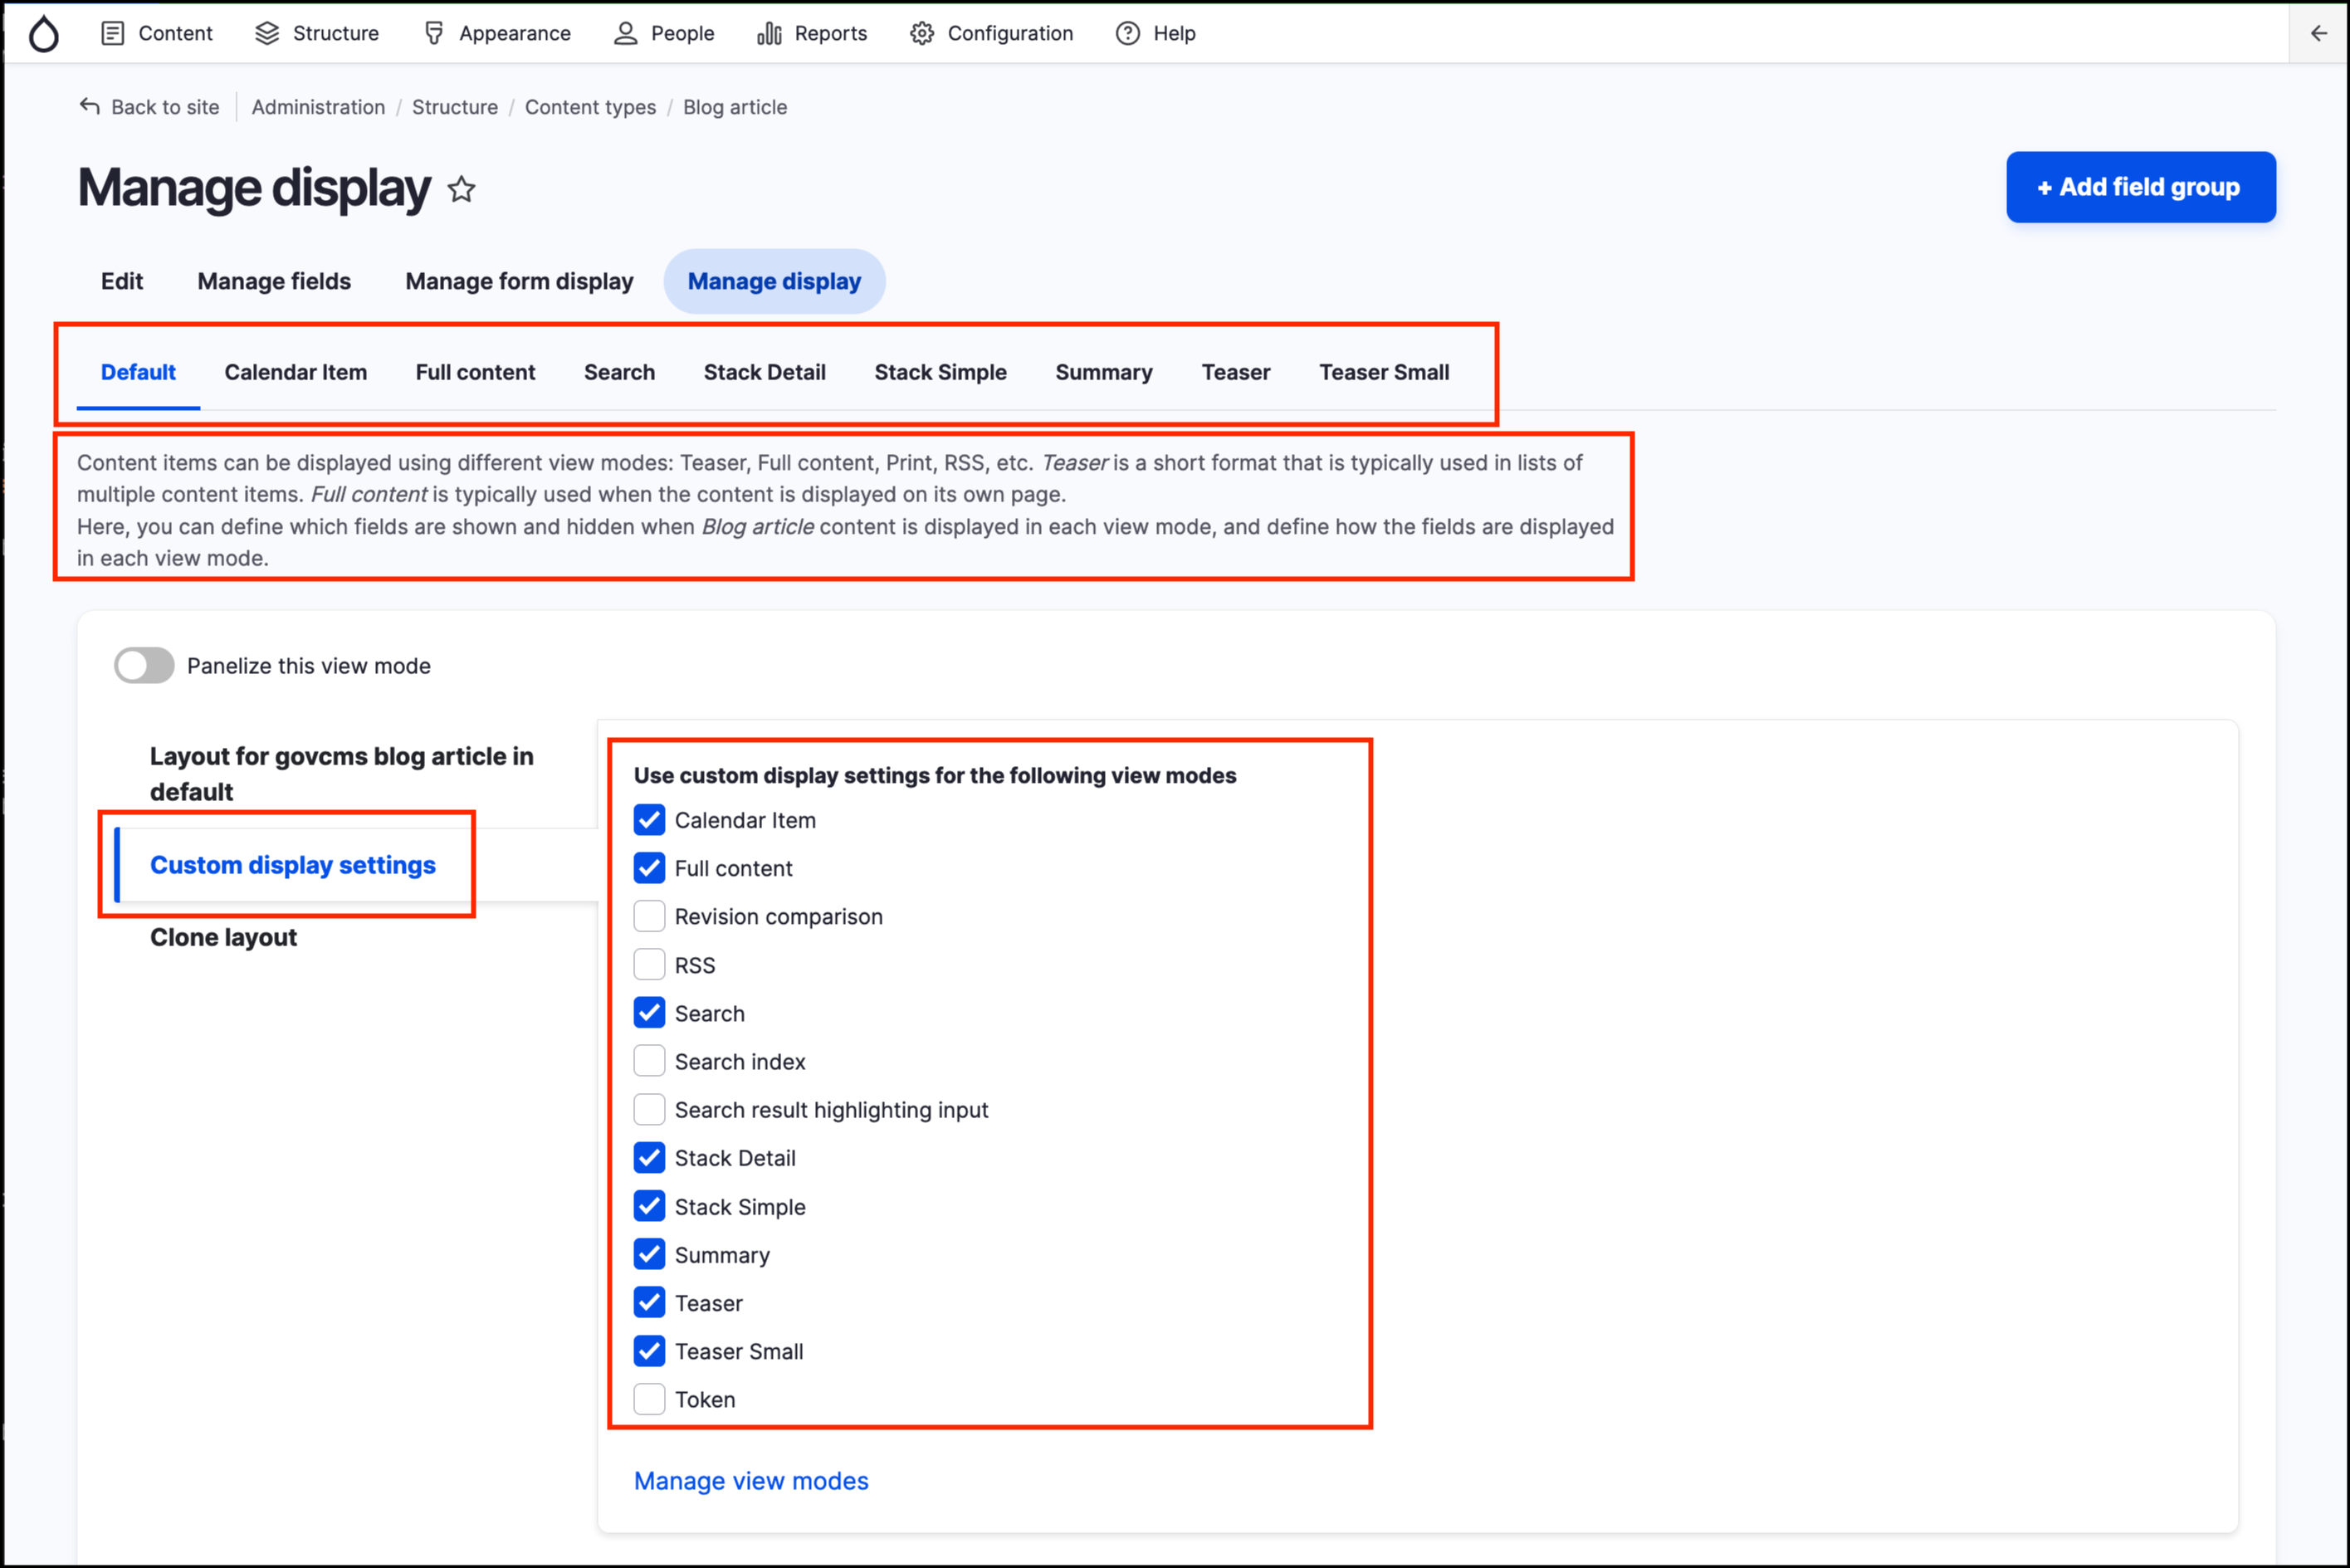 Content Structure Appearance People Reports Configuration Help
Back to site Administration / Structure / Content types / Blog article
Manage display
+ Add field group
Edit Manage fields Manage form display Manage display
Default Calendar Item Full content Search Stack Detail Stack Simple Summary Teaser Teaser Small
Content items can be displayed using different view modes: Teaser, Full content, Print, RSS, etc. Teaser is a short format that is typically used in lists of
multiple content items. Full content is typically used when the content is displayed on its own page.
Here, you can define which fields are shown and hidden when Blog article content is displayed in each view mode, and define how the fields are displayed
in each view mode.
Panelize this view mode
Layout for govcms blog article in
default
Custom display settings
Clone layout
Use custom display settings for the following view modes
Calendar Item
Full content
Revision comparison
RSS
Search
Search index
Search result highlighting input
Stack Detail
Stack Simple
Summary
Teaser
Teaser Small
Token
Manage view modes